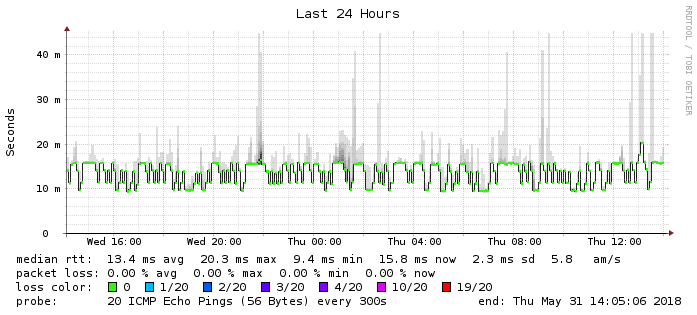 Last 24 Hours
RRDTOOL / TOBI OETIKER
Seconds
40 m
30 m
20 m
10 m
0
Wed 16:00 Wed 20:00 Thu 00:00 Thu 04:00 Thu 08:00 Thu 12:00
median rtt: 13.4 ms avg 20.3 ms max 9.4 ms min 15.8 ms now 2.3 ms sd 5.8 am/s
packet loss: 0.00 % avg 0.00 % max 0.00 % min 0.00 % now
loss color: 0 1/20 2/20 3/20 4/20 10/20 19/20
probe: 20 ICMP Echo Pings (56 Bytes) every 300s end: Thu May 31 14:05:06 2018